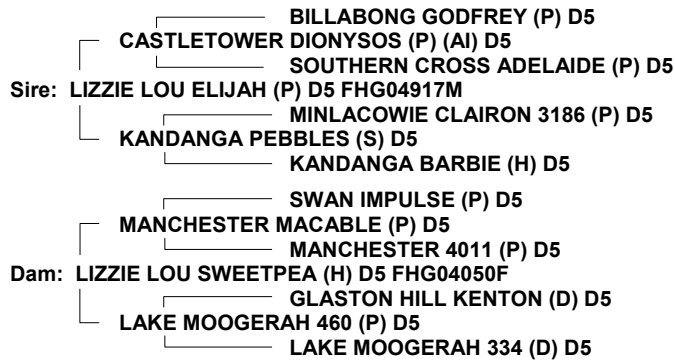 BILLABONG GODFREY (P) D5
CASTLETOWER DIONYSOS (P) (AI) D5
SOUTHERN CROSS ADELAIDE (P) D5
Sire: LIZZIE LOU ELIJAH (P) D5 FHG04917M
MINLACOWIE CLAIRON 3186 (P) D5
KANDANGA PEBBLES (S) D5
KANDANGA BARBIE (H) D5
SWAN IMPULSE (P) D5
MANCHESTER MACABLE (P) D5
MANCHESTER 4011 (P) D5
Dam: LIZZIE LOU SWEETPEA (H) D5 FHG04050F
GLASTON HILL KENTON (D) D5
LAKE MOOGERAH 460 (P) D5
LAKE MOOGERAH 334 (D) D5